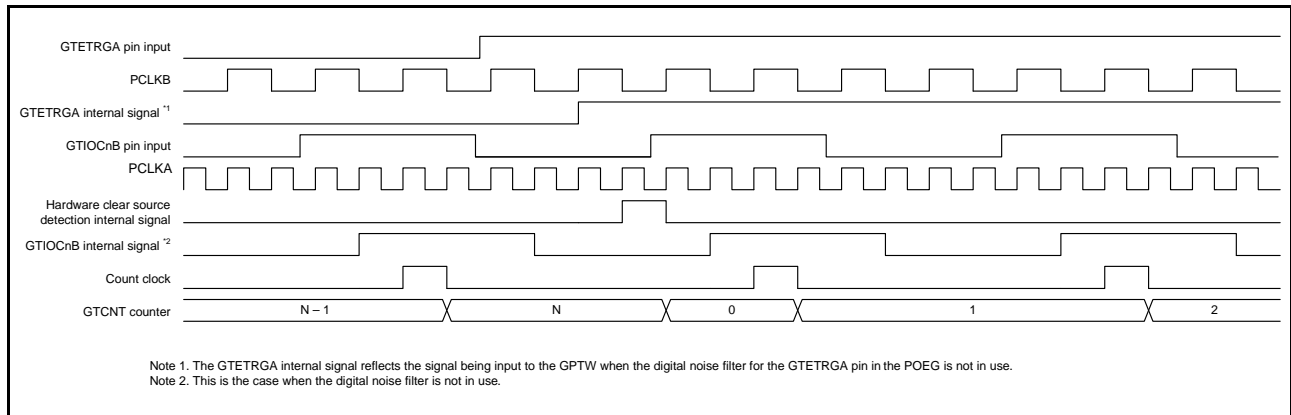 GTETRGA pin input
PCLKB
GTETRGA internal signal *1
GTIOCnB pin input
PCLKA
Hardware clear source
detection internal signal
GTIOCnB internal signal *2
Count clock
GTCNT counter
N – 1
N
0
1
2
Note 1. The GTETRGA internal signal reflects the signal being input to the GPTW when the digital noise filter for the GTETRGA pin in the POEG is not in use.
Note 2. This is the case when the digital noise filter is not in use.